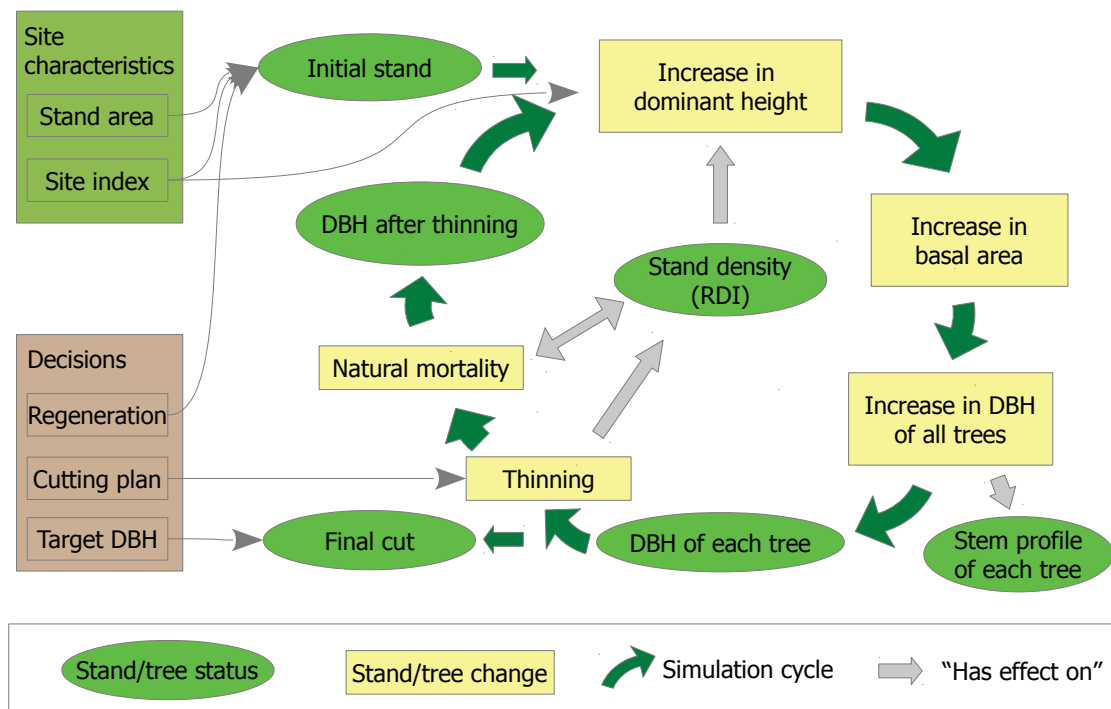 Site
characteristics
Stand area
Site index
Initial stand
Increase in
dominant height
DBH after thinning
Stand density
(RDI)
Increase in
basal area
Decisions
Regeneration
Cutting plan
Target DBH
Natural mortality
Increase in DBH
of all trees
Thinning
Final cut
DBH of each tree
Stem profile
of each tree
Stand/tree status
Stand/tree change
Simulation cycle
“Has effect on”